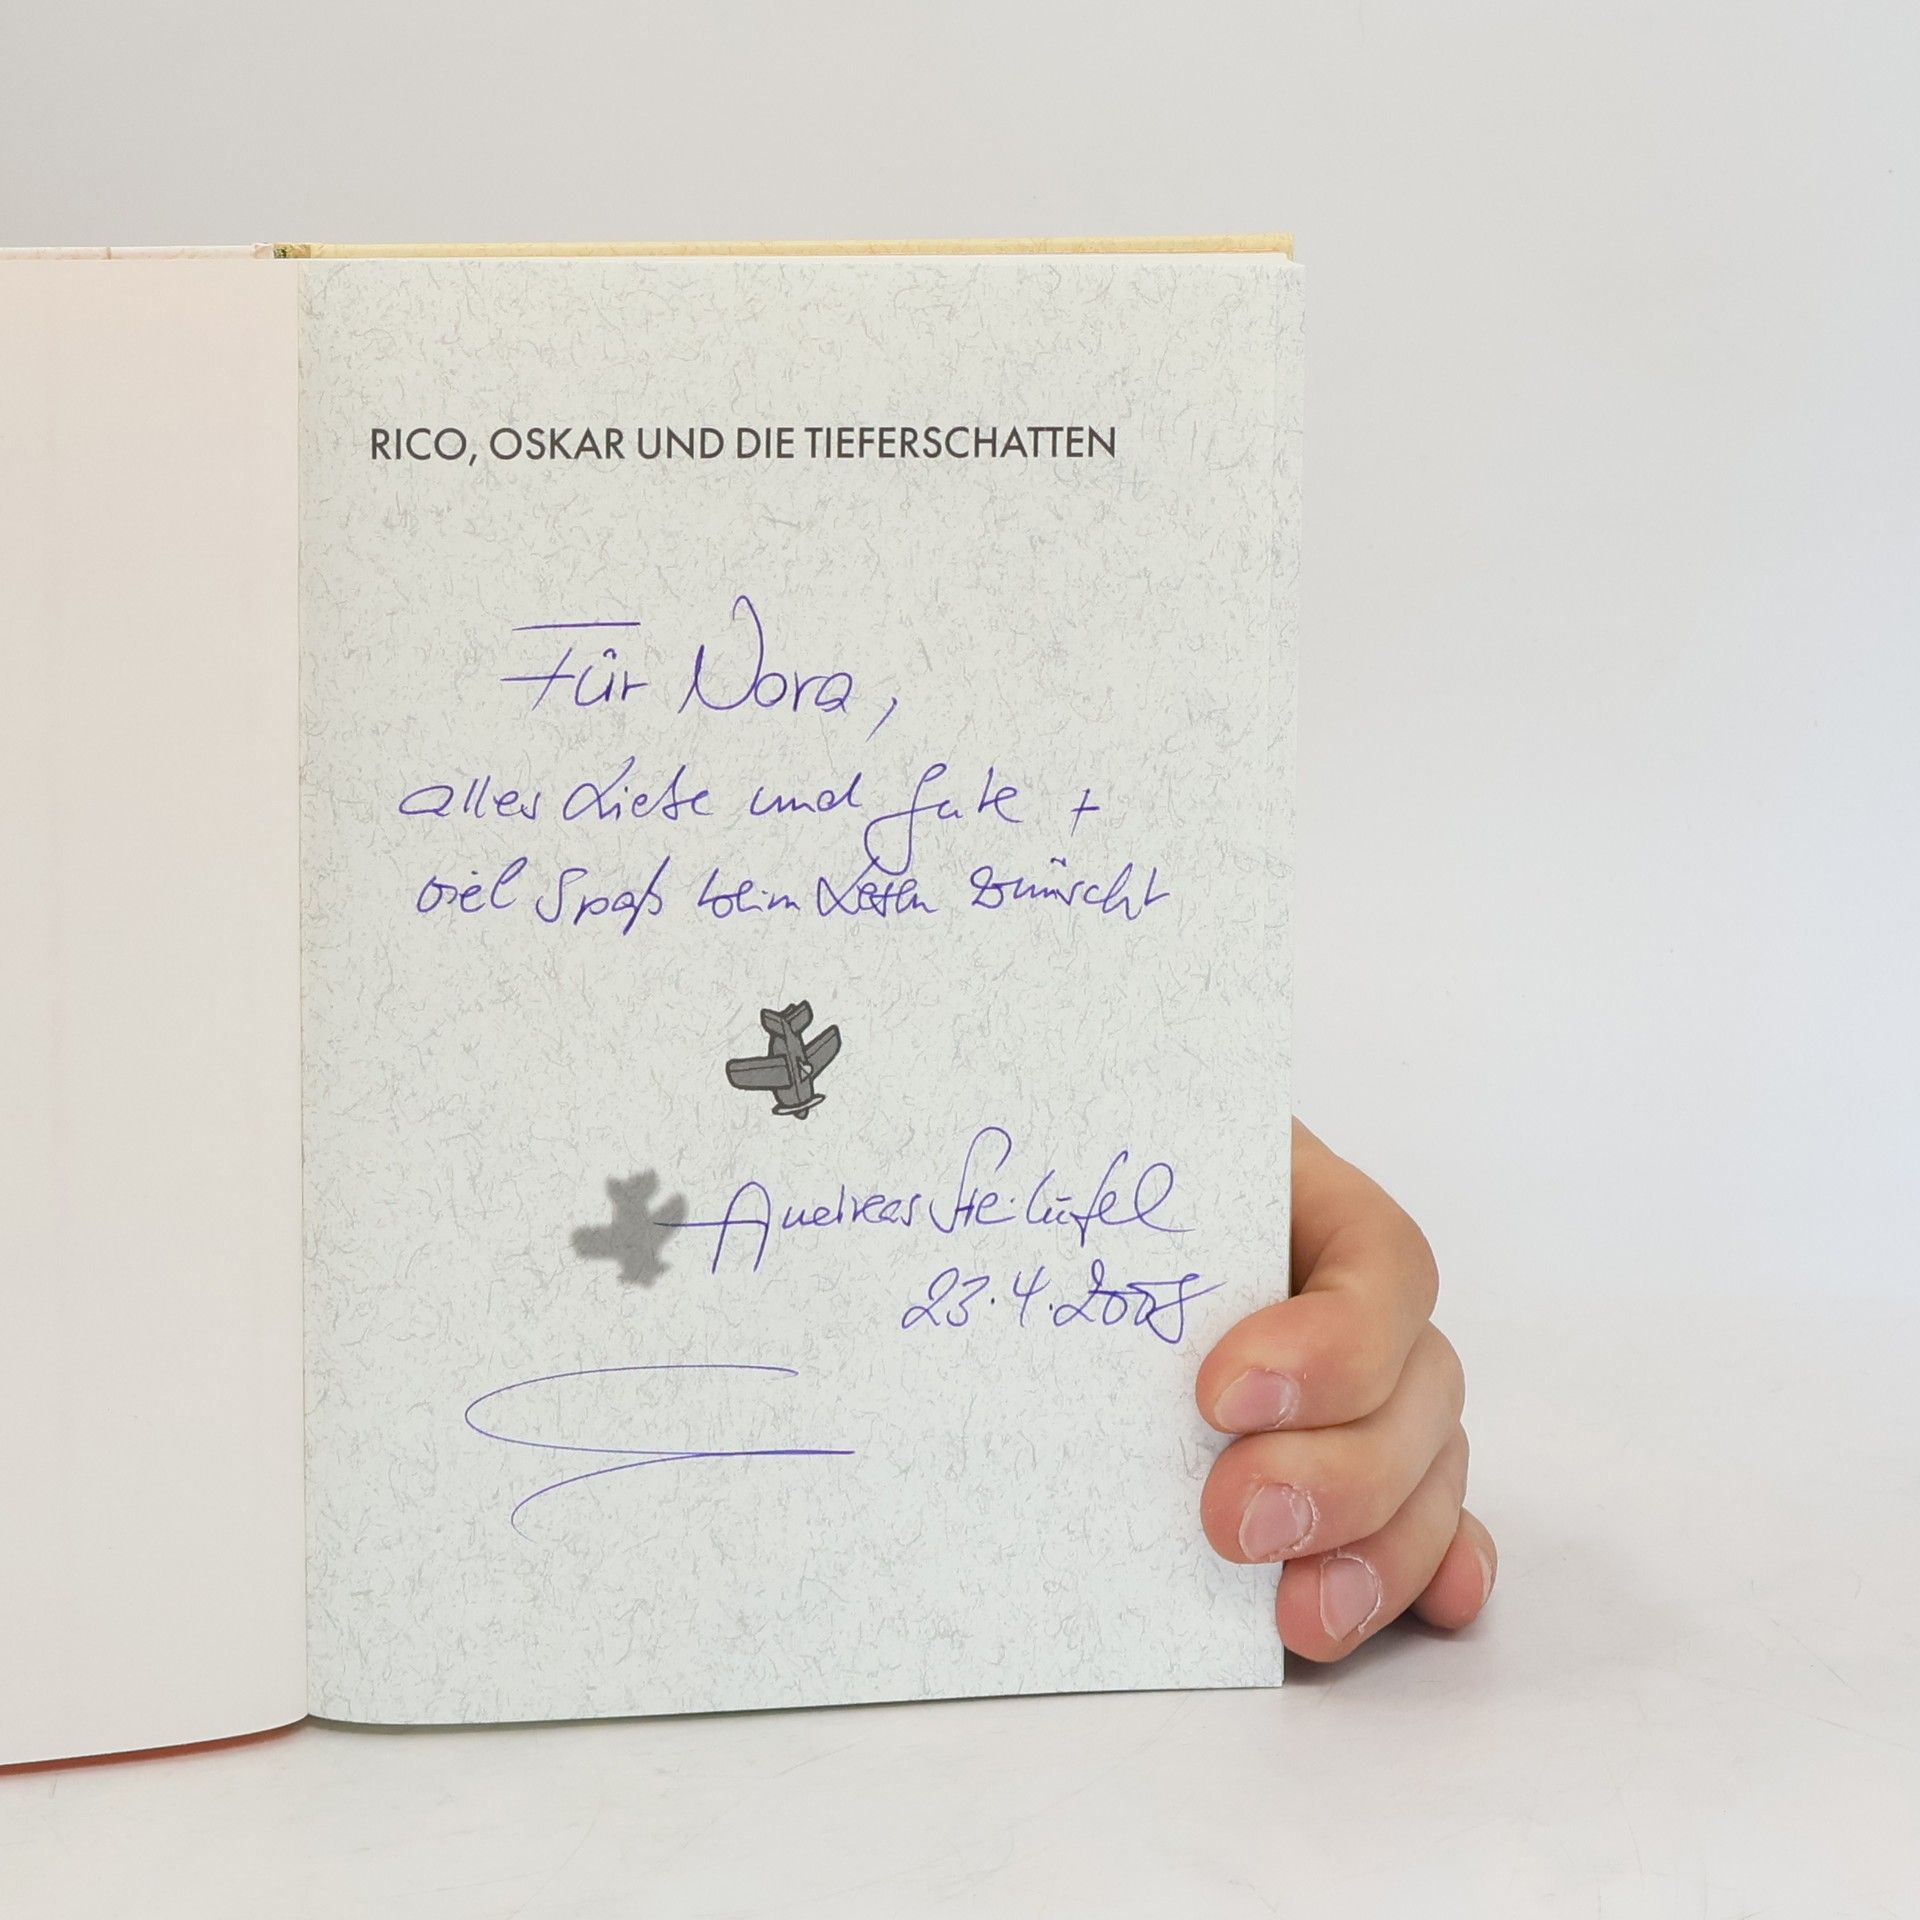 RICO, OSKAR UND DIE TIEFERSCHATTEN
Für Nora,
alles Liebe und Gute +
viel Spaß beim Lesen wünscht
Andreas Steinhöfel
23.4.2008